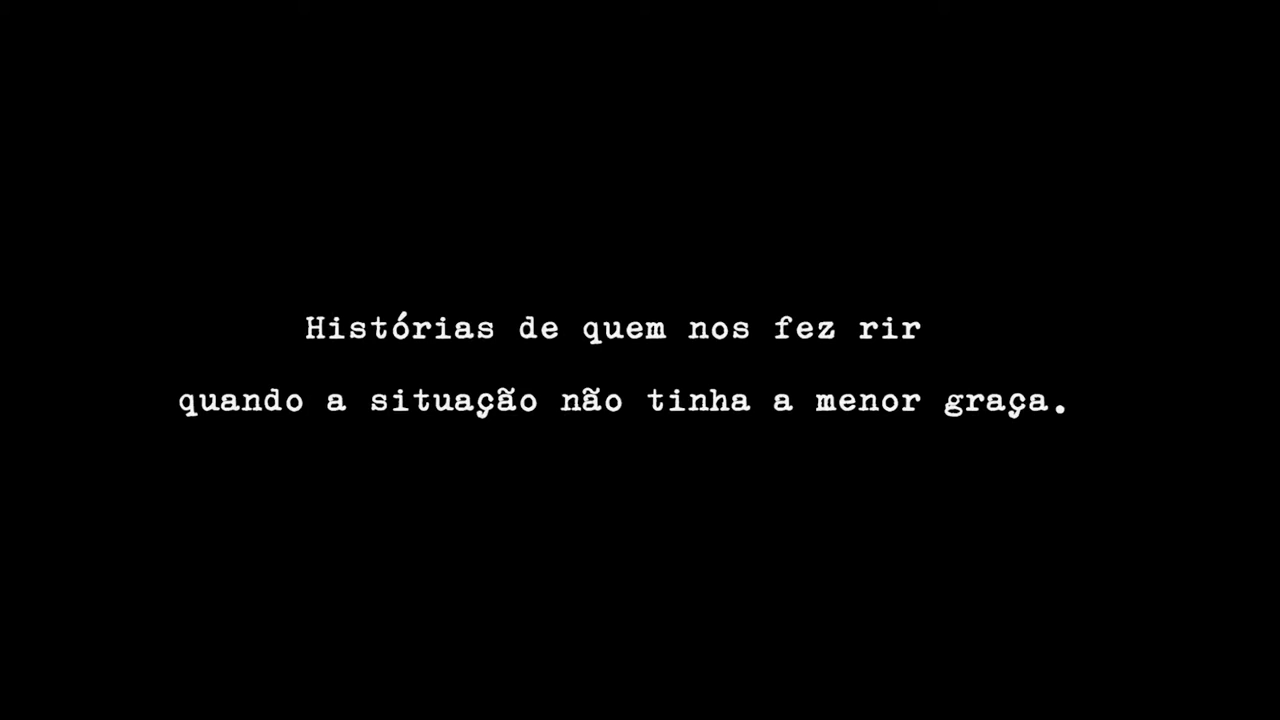 Histórias de quem nos fez rir
quando a situação não tinha a menor graça.